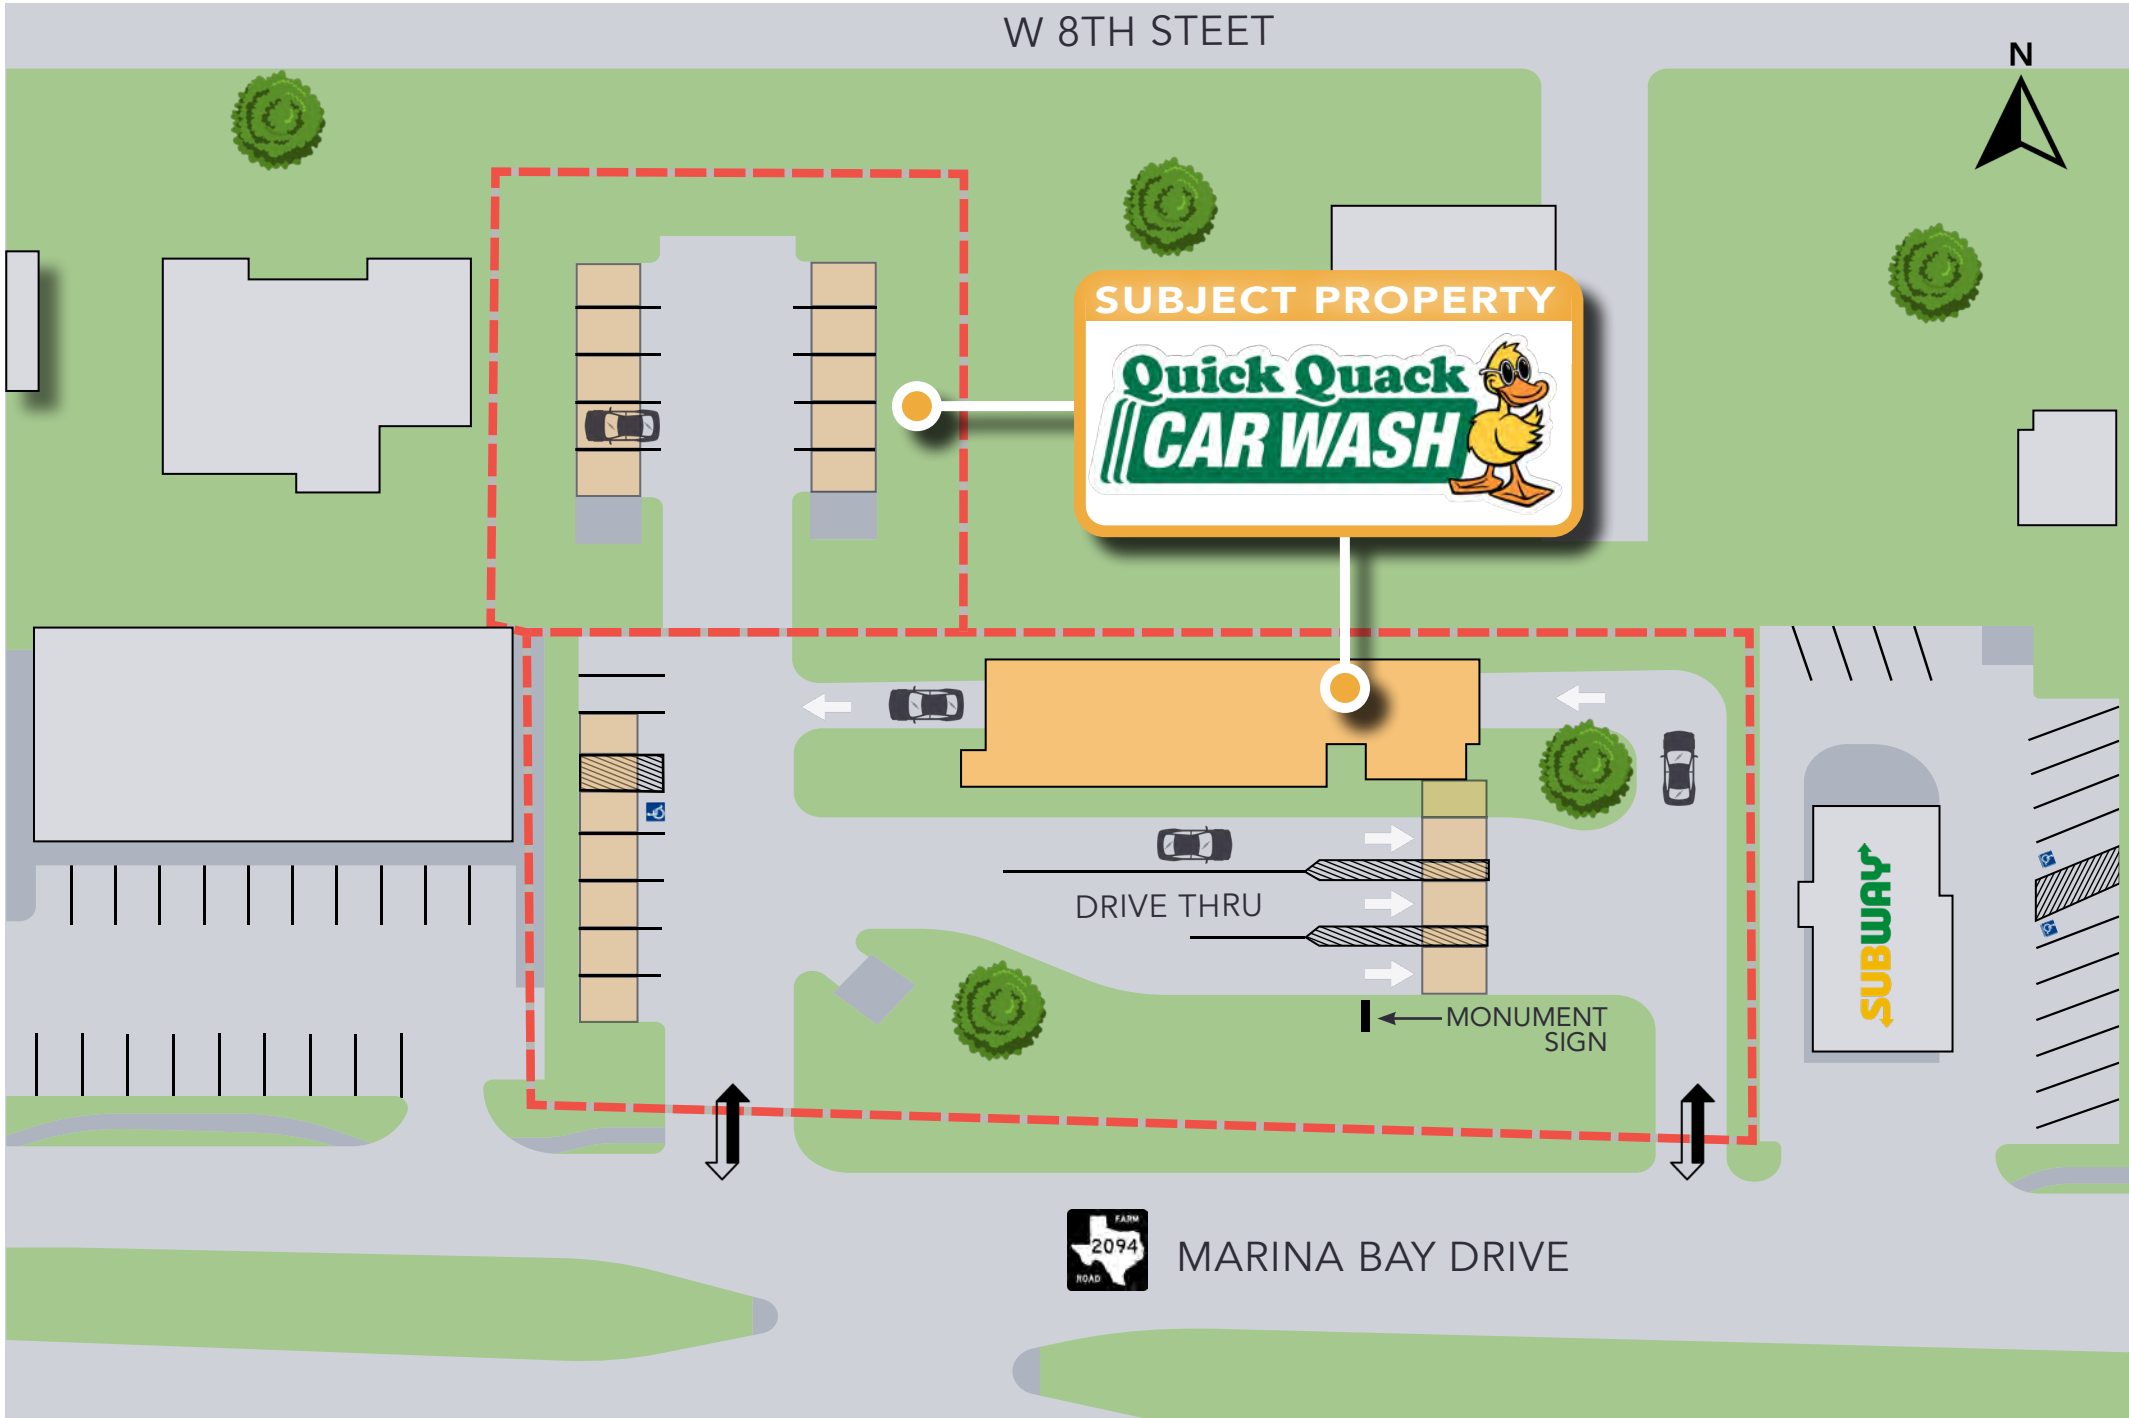 W 8TH STEET
N
SUBJECT PROPERTY
Quick Quack
CAR WASH
DRIVE THRU
MONUMENT
SIGN
SUBWAY
FARM
2094
ROAD
MARINA BAY DRIVE